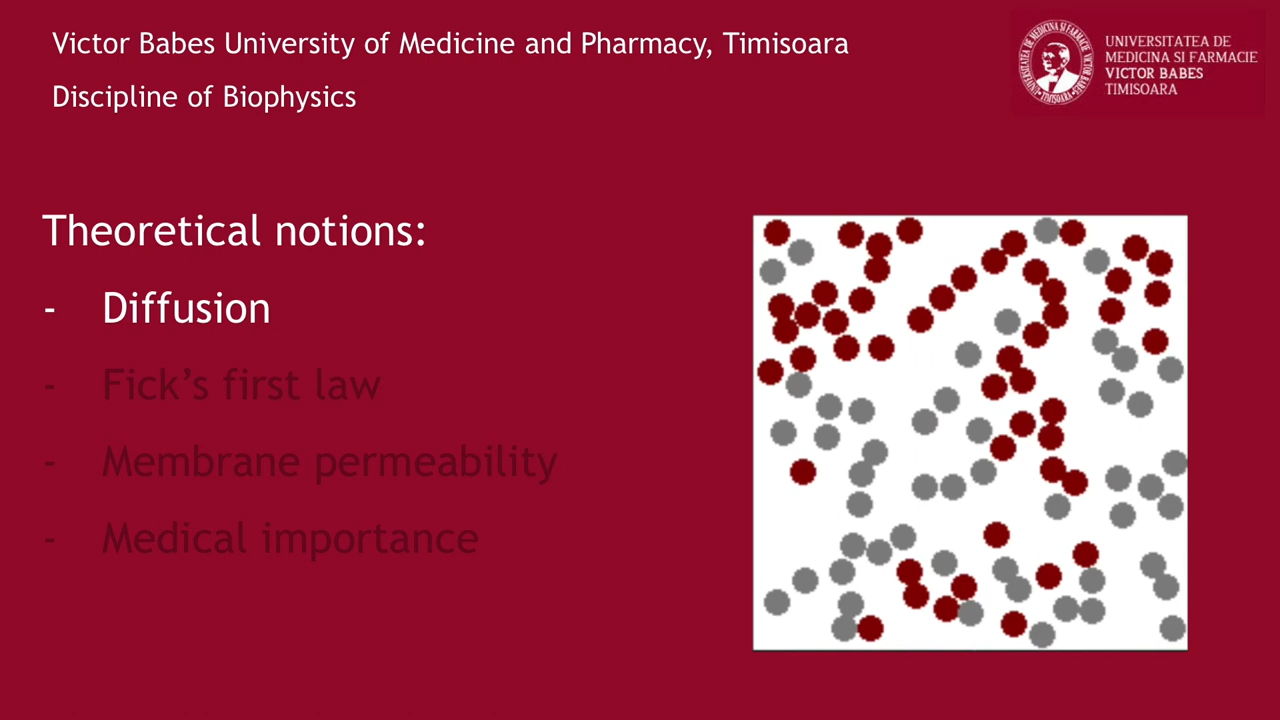 Victor Babes University of Medicine and Pharmacy, Timisoara
Discipline of Biophysics
UNIVERSITATEA DE
MEDICINA SI FARMACIE
VICTOR BABES
TIMISOARA
Theoretical notions:
- Diffusion
- Fick’s first law
- Membrane permeability
- Medical importance